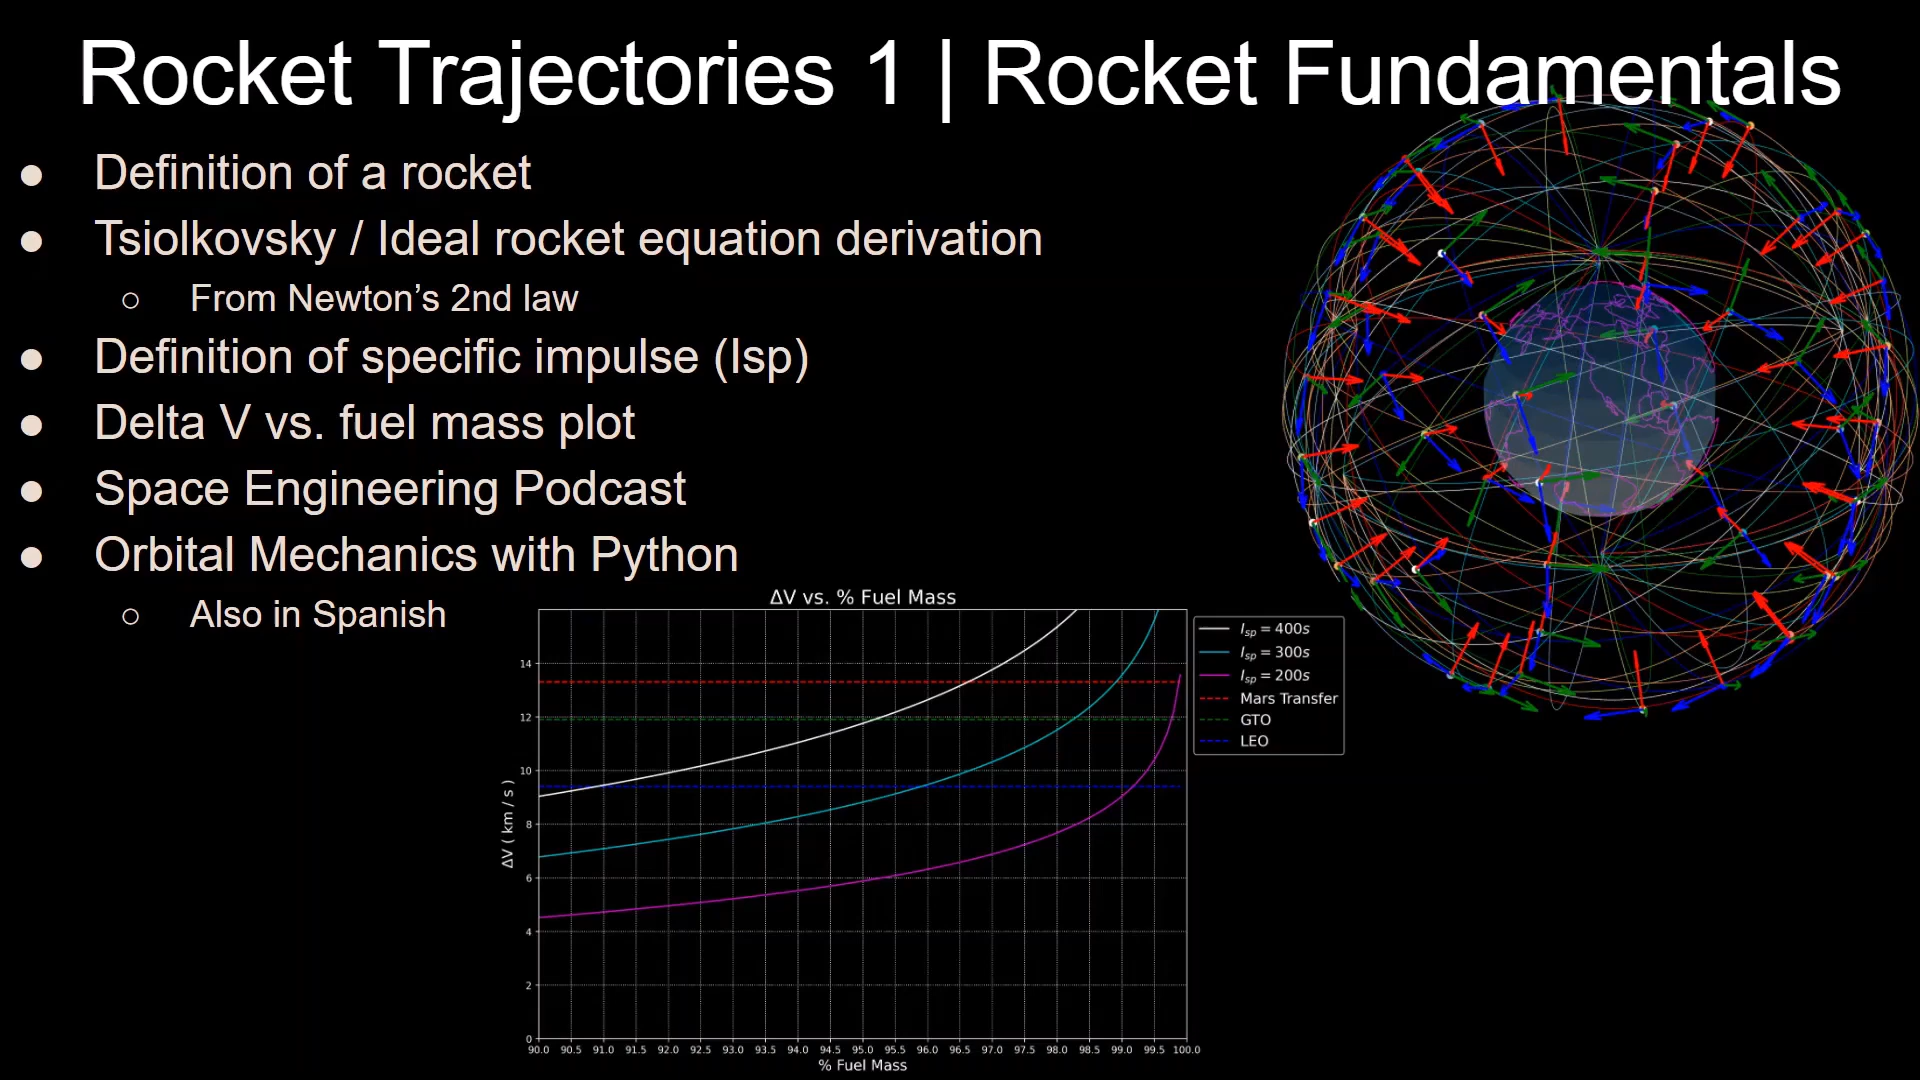 Rocket Trajectories 1 | Rocket Fundamentals
● Definition of a rocket
● Tsiolkovsky / Ideal rocket equation derivation
○ From Newton’s 2nd law
● Definition of specific impulse (Isp)
● Delta V vs. fuel mass plot
● Space Engineering Podcast
● Orbital Mechanics with Python
○ Also in Spanish
ΔV vs. % Fuel Mass
ΔV ( km / s )
14
12
10
8
6
4
2
0
90.0 90.5 91.0 91.5 92.0 92.5 93.0 93.5 94.0 94.5 95.0 95.5 96.0 96.5 97.0 97.5 98.0 98.5 99.0 99.5 100.0
% Fuel Mass
Isp = 400s
Isp = 300s
Isp = 200s
Mars Transfer
GTO
LEO